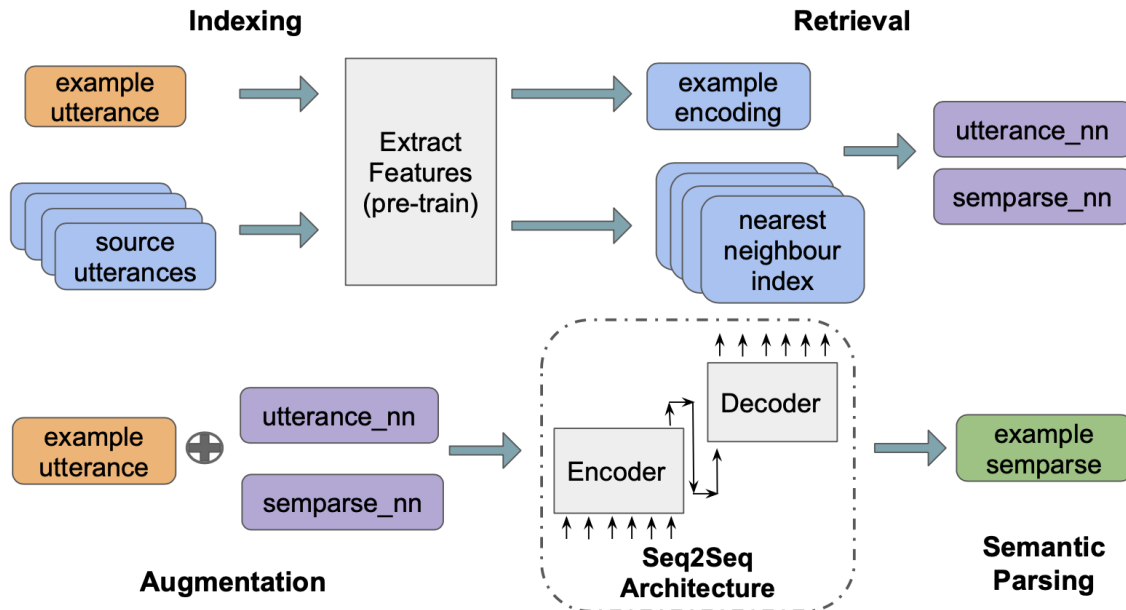 Indexing
Retrieval
example
utterance
Extract
Features
(pre-train)
example
encoding
utterance_nn
semparse_nn
source
utterances
nearest
neighbour
index
example
utterance
utterance_nn
semparse_nn
Encoder
Decoder
example
semparse
Augmentation
Seq2Seq
Architecture
Semantic
Parsing